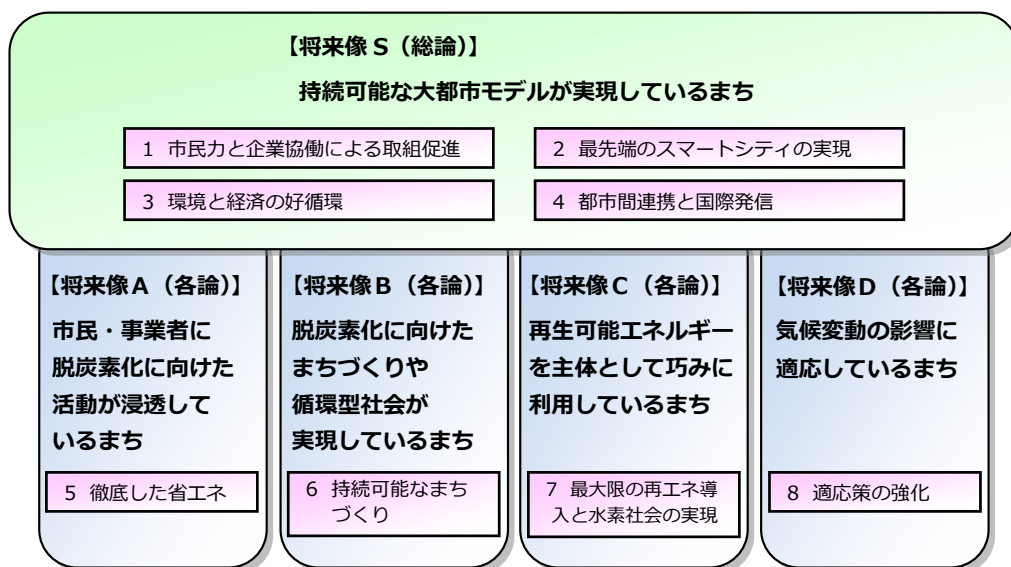 【将来像S（総論）】
持続可能な大都市モデルが実現しているまち
1 市民力と企業協働による取組促進
2 最先端のスマートシティの実現
3 環境と経済の好循環
4 都市間連携と国際発信
【将来像A（各論）】
市民・事業者に
脱炭素化に向けた
活動が浸透して
いるまち
5 徹底した省エネ
【将来像B（各論）】
脱炭素化に向けた
まちづくりや
循環型社会が
実現しているまち
6 持続可能なまち
づくり
【将来像C（各論）】
再生可能エネルギー
を主体として巧みに
利用しているまち
7 最大限の再エネ導
入と水素社会の実現
【将来像D（各論）】
気候変動の影響に
適応しているまち
8 適応策の強化